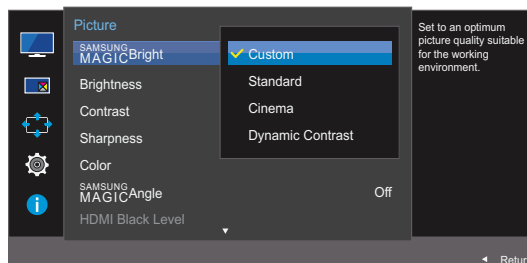 Picture
SAMSUNG
MAGICBright
Custom
Brightness
Standard
Contrast
Cinema
Sharpness
Dynamic Contrast
Color
SAMSUNG
MAGICAngle
Off
HDMI Black Level
Set to an optimum
picture quality suitable
for the working
environment.